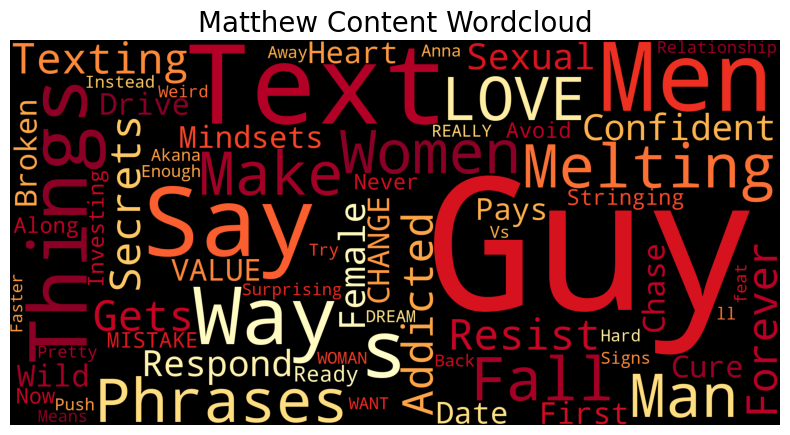 Matthew Content Wordcloud
Texting
Instead
Weird
Drive
Text
Away
Heart
Anna
Sexual
LOVE
REALLY
Avoid
Men
Relationship
Confident
Broken
Things
Secrets
Mindsets
Akana
Enough
Make
Women
Never
Melting
Stringing
Along
Investing
Say
VALUE
Try
Surprising
Female
CHANGE
Addicted
Pays
Vs
Guy
Chase
feat
ll
Forever
Faster
Gets
MISTAKE
Way
s
DREAM
Pretty
Respond
WOMAN
Ready
Resist
Hard
Signs
Back
Fall
Cure
Wild
Now
Push
Means
Phrases
WANT
Date
First
Man